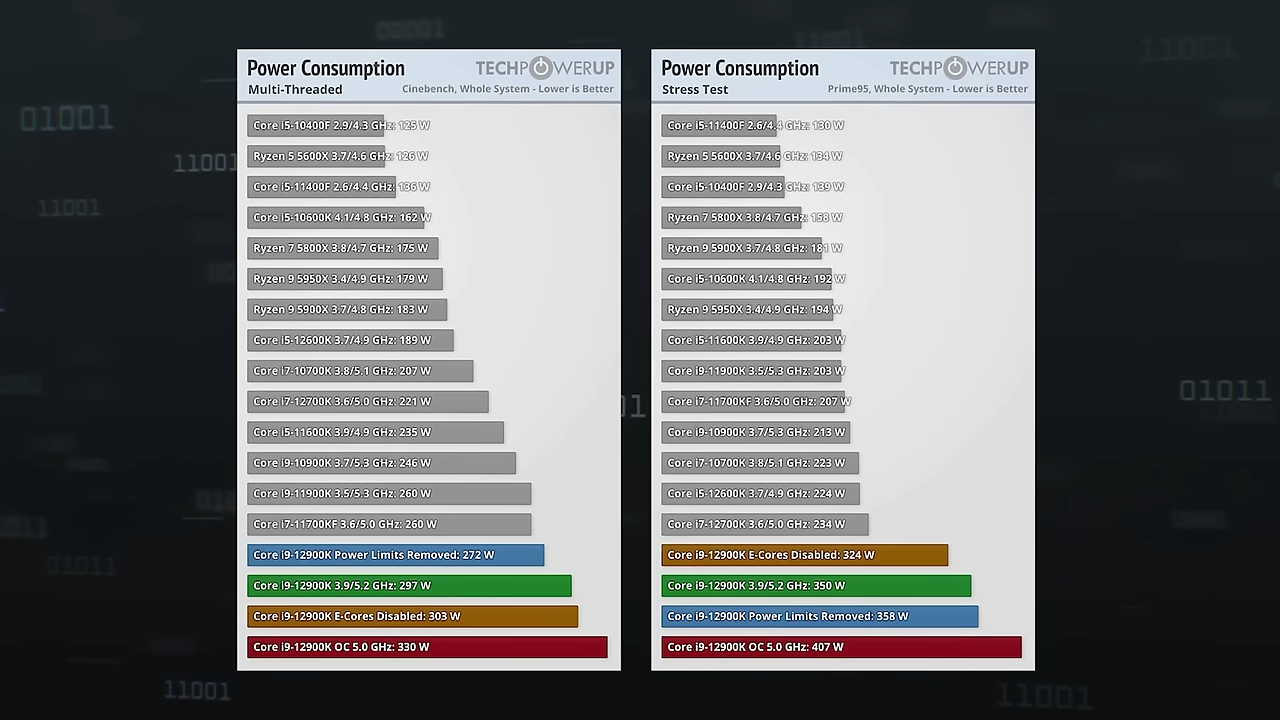 01001
11001
11001
Power Consumption
TECHPOWERUP
Multi-Threaded
Cinebench, Whole System - Lower is Better
Core i5-10400F 2.9/4.3 GHz: 125 W
Ryzen 5 5600X 3.7/4.6 GHz: 126 W
Core i5-11400F 2.6/4.4 GHz: 136 W
Core i5-10600K 4.1/4.8 GHz: 162 W
Ryzen 7 5800X 3.8/4.7 GHz: 175 W
Ryzen 9 5950X 3.4/4.9 GHz: 179 W
Ryzen 9 5900X 3.7/4.8 GHz: 183 W
Core i5-12600K 3.7/4.9 GHz: 189 W
Core i7-10700K 3.8/5.1 GHz: 207 W
Core i7-12700K 3.6/5.0 GHz: 221 W
Core i5-11600K 3.9/4.9 GHz: 235 W
Core i9-10900K 3.7/5.3 GHz: 246 W
Core i9-11900K 3.5/5.3 GHz: 260 W
Core i7-11700KF 3.6/5.0 GHz: 260 W
Core i9-12900K Power Limits Removed: 272 W
Core i9-12900K 3.9/5.2 GHz: 297 W
Core i9-12900K E-Cores Disabled: 303 W
Core i9-12900K OC 5.0 GHz: 330 W
Power Consumption
TECHPOWERUP
Stress Test
Prime95, Whole System - Lower is Better
Core i5-11400F 2.6/4.4 GHz: 130 W
Ryzen 5 5600X 3.7/4.6 GHz: 134 W
Core i5-10400F 2.9/4.3 GHz: 139 W
Ryzen 7 5800X 3.8/4.7 GHz: 158 W
Ryzen 9 5900X 3.7/4.8 GHz: 181 W
Core i5-10600K 4.1/4.8 GHz: 192 W
Ryzen 9 5950X 3.4/4.9 GHz: 194 W
Core i5-11600K 3.9/4.9 GHz: 203 W
Core i9-11900K 3.5/5.3 GHz: 203 W
Core i7-11700KF 3.6/5.0 GHz: 207 W
Core i9-10900K 3.7/5.3 GHz: 213 W
Core i7-10700K 3.8/5.1 GHz: 223 W
Core i5-12600K 3.7/4.9 GHz: 224 W
Core i7-12700K 3.6/5.0 GHz: 234 W
Core i9-12900K E-Cores Disabled: 324 W
Core i9-12900K 3.9/5.2 GHz: 350 W
Core i9-12900K Power Limits Removed: 358 W
Core i9-12900K OC 5.0 GHz: 407 W
11001
01011
01011
11001
11001